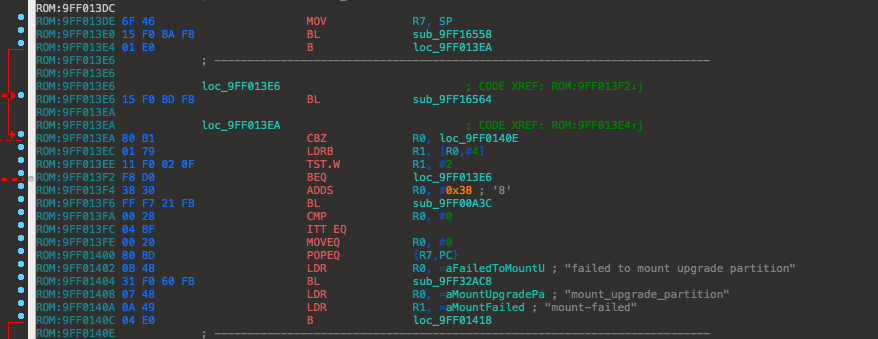 ROM:9FF013DC
ROM:9FF013DE 6F 46 MOV R7, SP
ROM:9FF013E0 15 F0 BA F8 BL sub_9FF16558
ROM:9FF013E4 01 E0 B loc_9FF013EA
ROM:9FF013E6 ; ---------------------------------------------------------------------------
ROM:9FF013E6
ROM:9FF013E6 loc_9FF013E6 ; CODE XREF: ROM:9FF013F2↓j
ROM:9FF013E6 15 F0 BD F8 BL sub_9FF16564
ROM:9FF013EA
ROM:9FF013EA loc_9FF013EA ; CODE XREF: ROM:9FF013E4↑j
ROM:9FF013EA 80 B1 CBZ R0, loc_9FF0140E
ROM:9FF013EC 01 79 LDRB R1, [R0,#4]
ROM:9FF013EE 11 F0 02 0F TST.W R1, #2
ROM:9FF013F2 F8 D0 BEQ loc_9FF013E6
ROM:9FF013F4 38 30 ADDS R0, #0x38 ; '8'
ROM:9FF013F6 FF F7 21 FB BL sub_9FF00A3C
ROM:9FF013FA 00 28 CMP R0, #0
ROM:9FF013FC 04 BF ITT EQ
ROM:9FF013FE 00 20 MOVEQ R0, #0
ROM:9FF01400 80 BD POPEQ {R7,PC}
ROM:9FF01402 0B 48 LDR R0, =aFailedToMountU ; "failed to mount upgrade partition"
ROM:9FF01404 31 F0 60 FB BL sub_9FF32AC8
ROM:9FF01408 07 48 LDR R0, =aMountUpgradePa ; "mount_upgrade_partition"
ROM:9FF0140A 0A 49 LDR R1, =aMountFailed ; "mount-failed"
ROM:9FF0140C 04 E0 B loc_9FF01418
ROM:9FF0140E ; ---------------------------------------------------------------------------